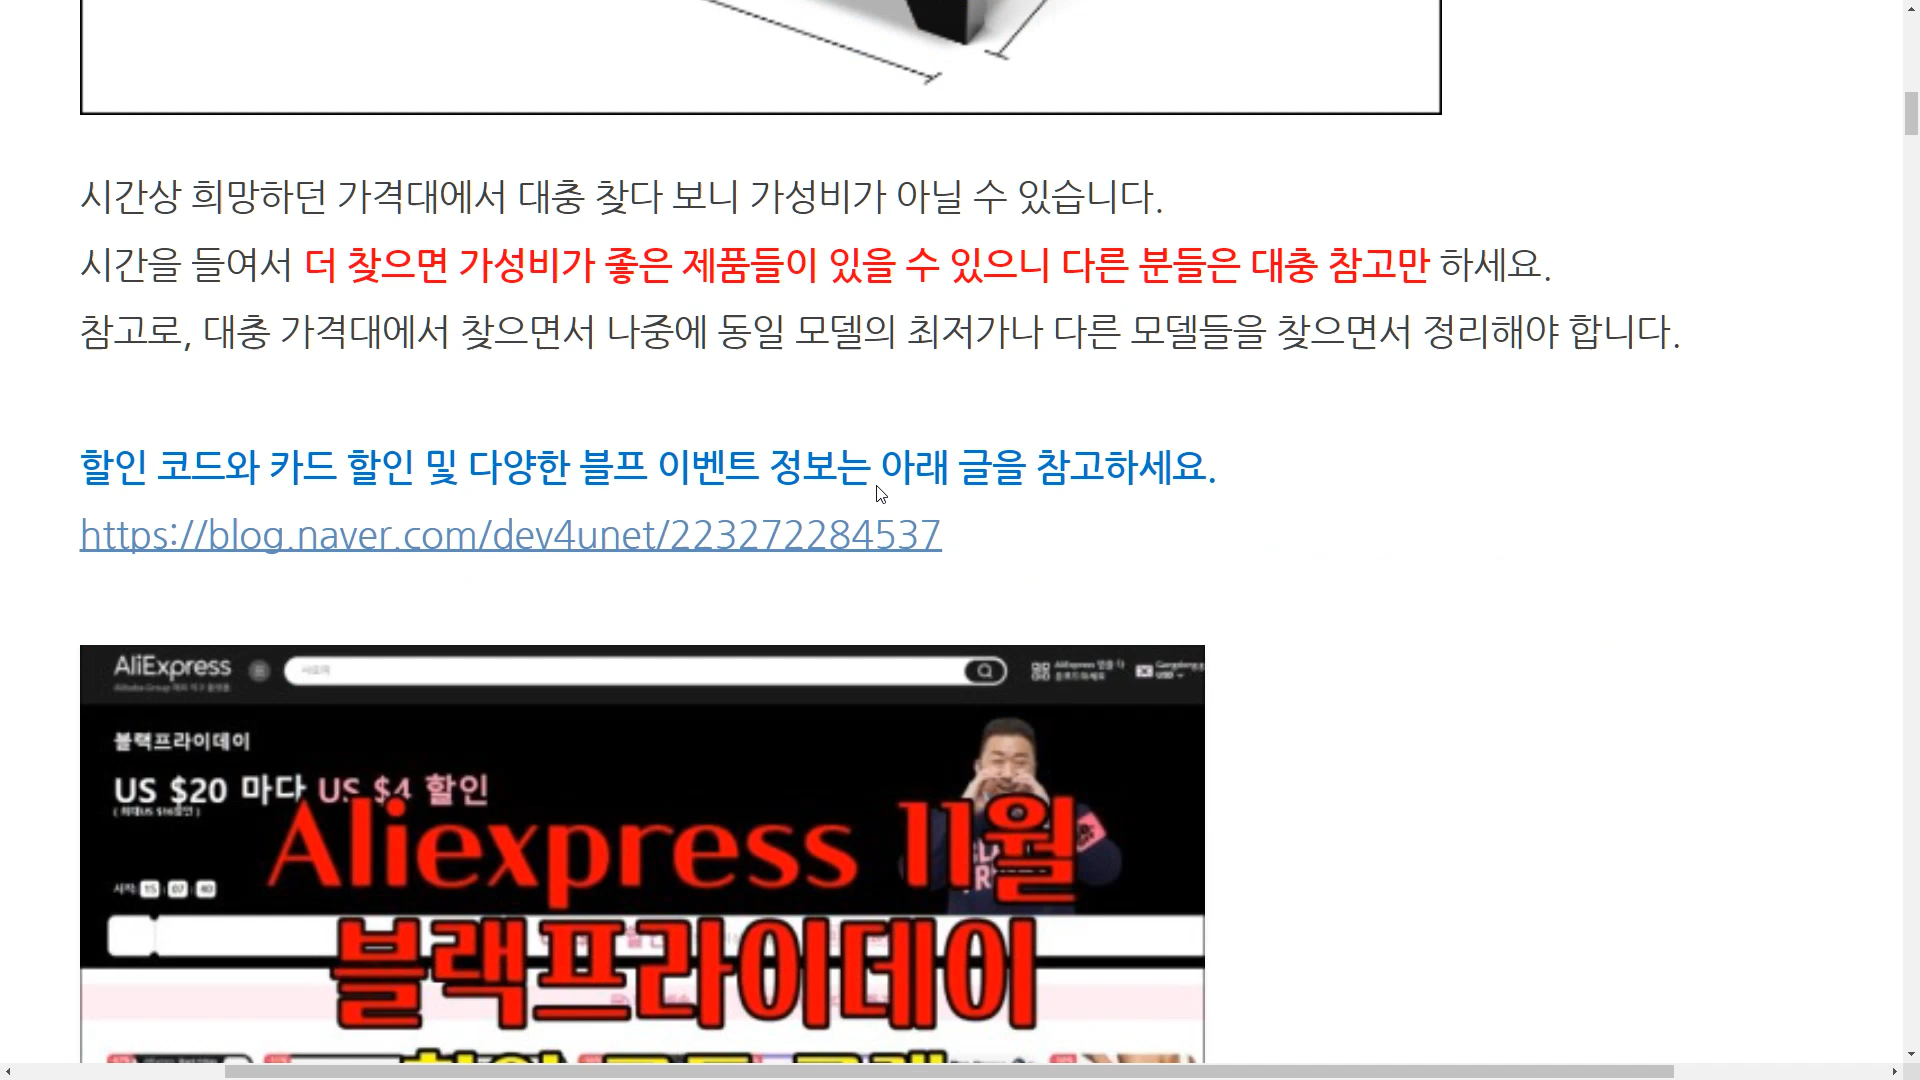 시간상 희망하던 가격대에서 대충 찾다 보니 가성비가 아닐 수 있습니다.
시간을 들여서 더 찾으면 가성비가 좋은 제품들이 있을 수 있으니 다른 분들은 대충 참고만 하세요.
참고로, 대충 가격대에서 찾으면서 나중에 동일 모델의 최저가나 다른 모델들을 찾으면서 정리해야 합니다.
할인 코드와 카드 할인 및 다양한 블프 이벤트 정보는 아래 글을 참고하세요.
https://blog.naver.com/dev4unet/223272284537
AliExpress
블랙프라이데이
US $20 마다 US $4 할인
Aliexpress 11월
블랙프라이데이